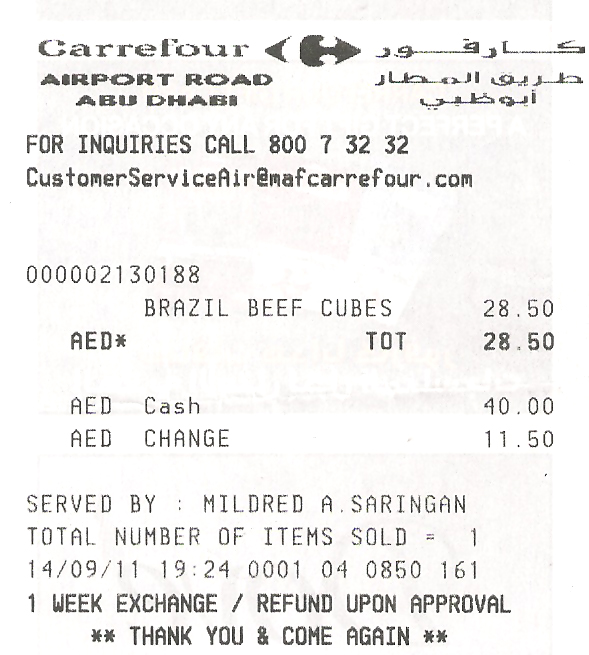 Carrefour كارفور
AIRPORT ROAD طريق المطار
ABU DHABI أبوظبي
FOR INQUIRIES CALL 800 7 32 32
CustomerServiceAir@mafcarrefour.com
000002130188
BRAZIL BEEF CUBES 28.50
AED* TOT 28.50
AED Cash 40.00
AED CHANGE 11.50
SERVED BY : MILDRED A.SARINGAN
TOTAL NUMBER OF ITEMS SOLD = 1
14/09/11 19:24 0001 04 0850 161
1 WEEK EXCHANGE / REFUND UPON APPROVAL
** THANK YOU & COME AGAIN **